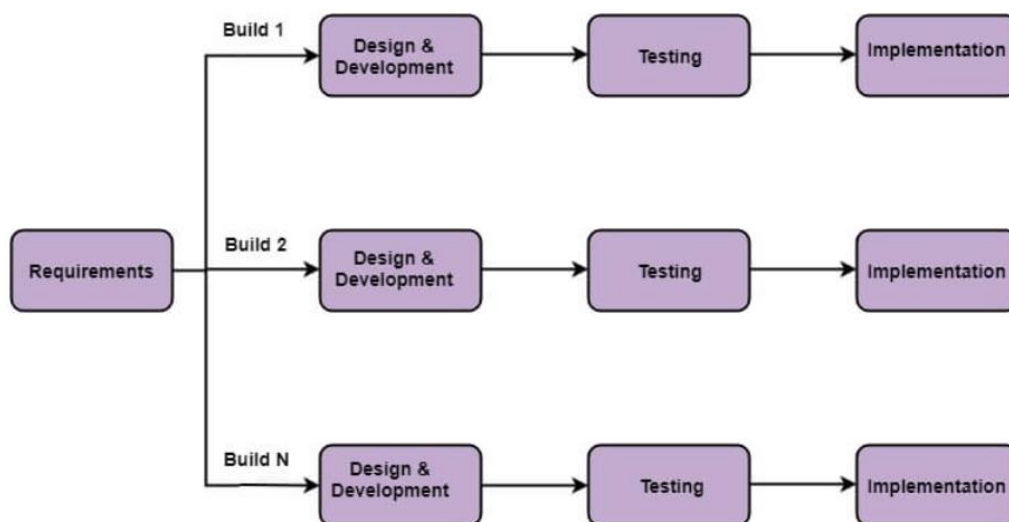 Build 1
Design &
Development
Testing
Implementation
Requirements
Build 2
Design &
Development
Testing
Implementation
Build N
Design &
Development
Testing
Implementation